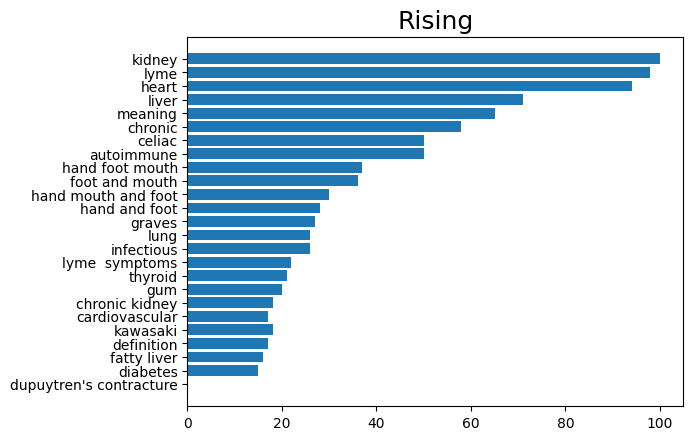 Rising
kidney
lyme
heart
liver
meaning
chronic
celiac
autoimmune
hand foot mouth
foot and mouth
hand mouth and foot
hand and foot
graves
lung
infectious
lyme  symptoms
thyroid
gum
chronic kidney
cardiovascular
kawasaki
definition
fatty liver
diabetes
dupuytren's contracture
0 20 40 60 80 100